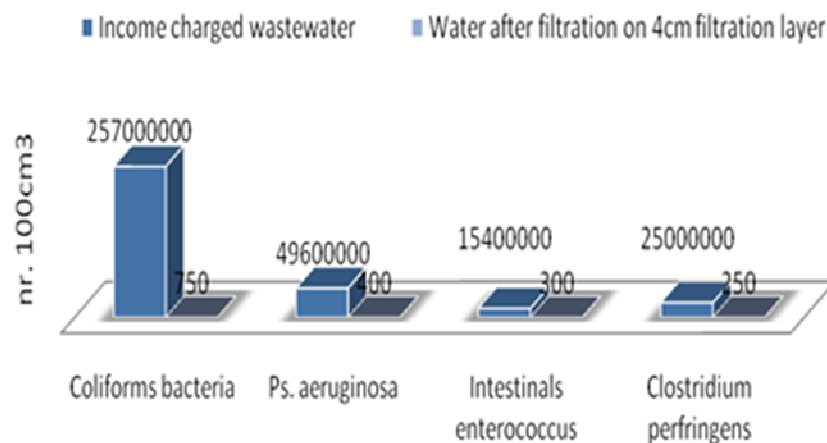 Income charged wastewater
Water after filtration on 4cm filtration layer
nr. 100cm3
257000000
750
49600000
400
15400000
300
25000000
250
Coliforms bacteria
Ps. aeruginosa
Intestinals
enterococcus
Clostridium
perfringens